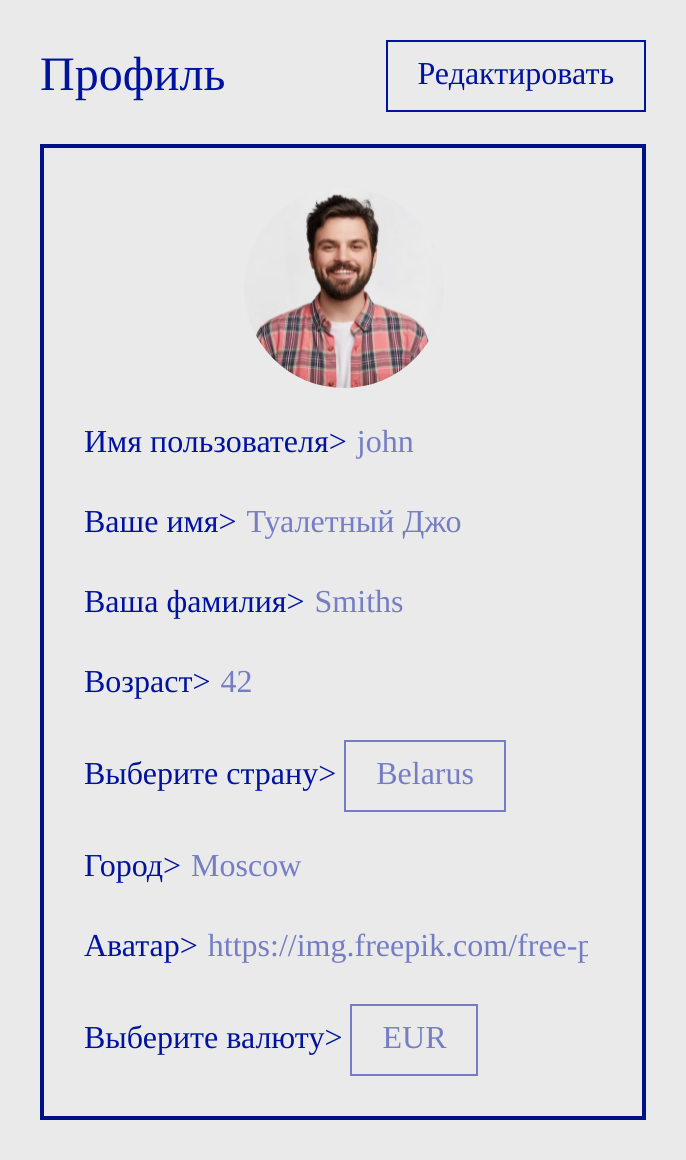 Профиль
Редактировать
Имя пользователя> john
Ваше имя> Туалетный Джо
Ваша фамилия> Smiths
Возраст> 42
Выберите страну> Belarus
Город> Moscow
Аватар> https://img.freepik.com/free-p
Выберите валюту> EUR